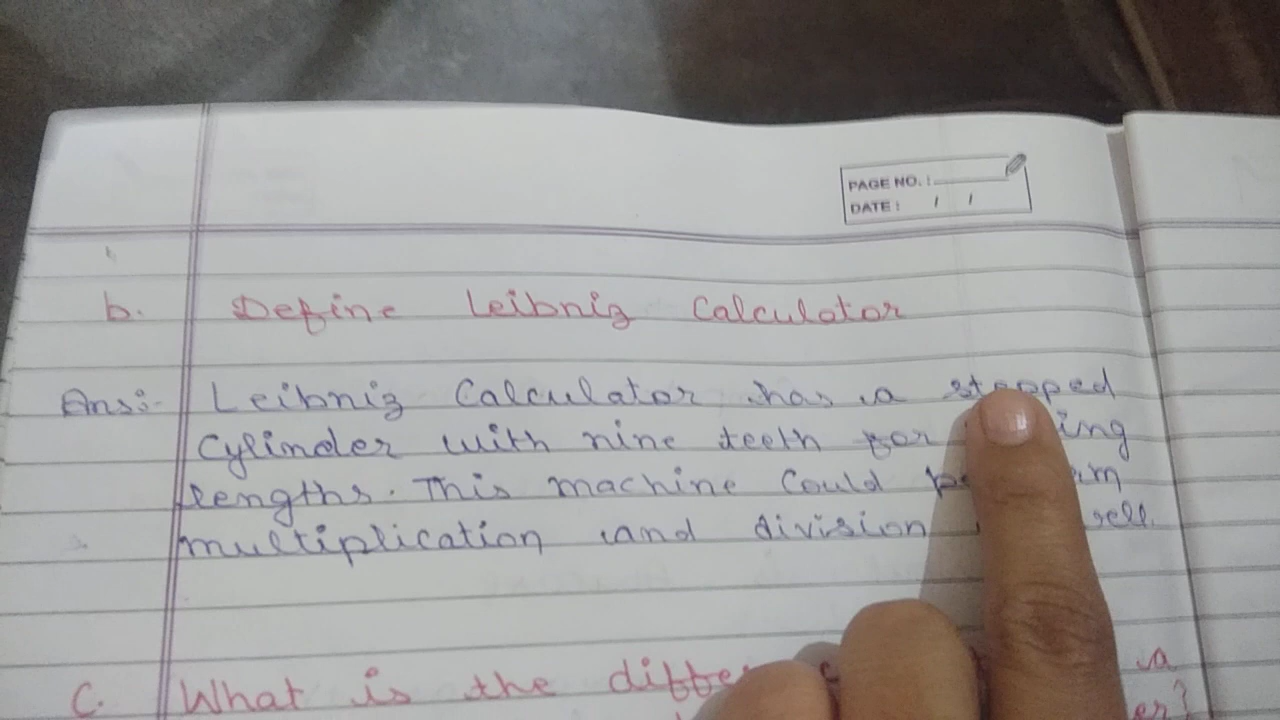 PAGE NO. :
DATE : / /
b. Define Leibniz Calculator
Ans:- Leibniz Calculator has a stepped
Cylinder with nine teeth for
lengths. This machine Could
multiplication and division
C. What is the a